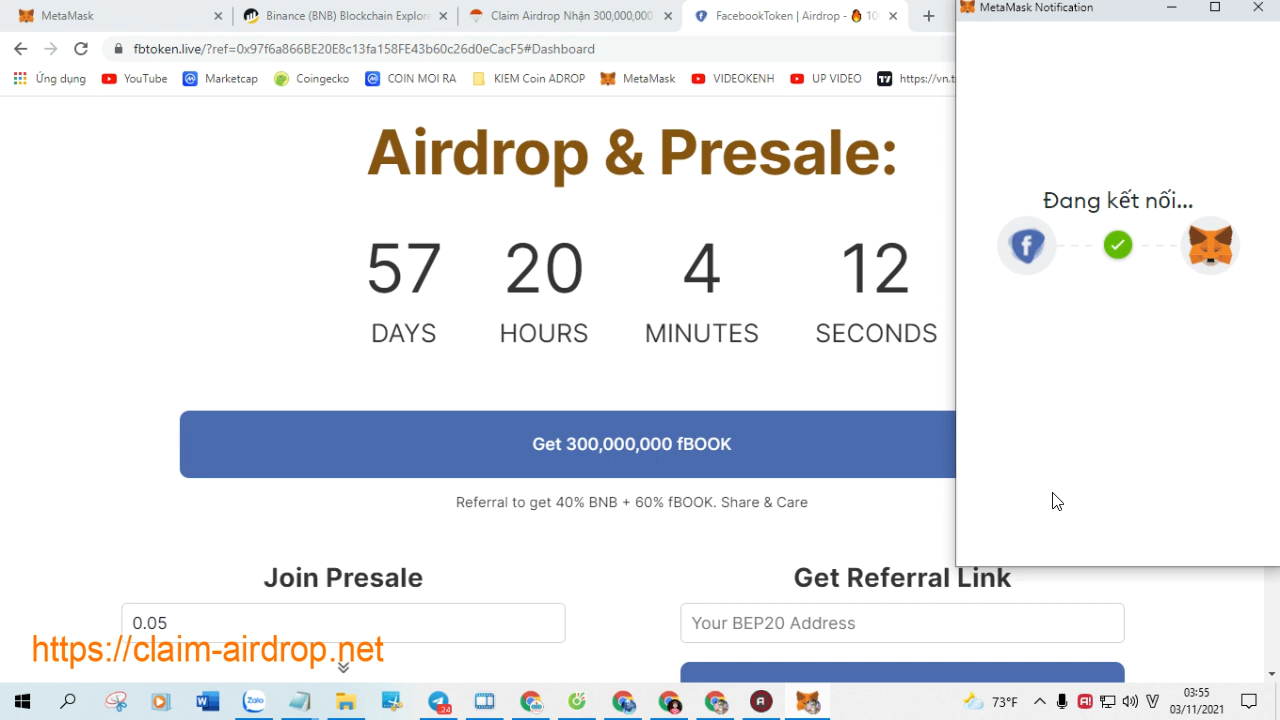 MetaMask
Binance (BNB) Blockchain Explore
Claim Airdrop Nhận 300,000,000
FacebookToken | Airdrop - 🔥 10
MetaMask Notification
fbtoken.live/?ref=0x97f6a866BE20E8c13fa158FE43b60c26d0eCacF5#Dashboard
Ứng dụng
YouTube
Marketcap
Coingecko
COIN MOI RA
KIEM Coin ADROP
MetaMask
VIDEOKENH
UP VIDEO
https://vn.t
Airdrop & Presale:
Đang kết nối...
57 20 4 12
DAYS HOURS MINUTES SECONDS
Get 300,000,000 fBOOK
Referral to get 40% BNB + 60% fBOOK. Share & Care
Join Presale
Get Referral Link
0.05
Your BEP20 Address
https://claim-airdrop.net
Zalo
24
73°F
03:55
03/11/2021